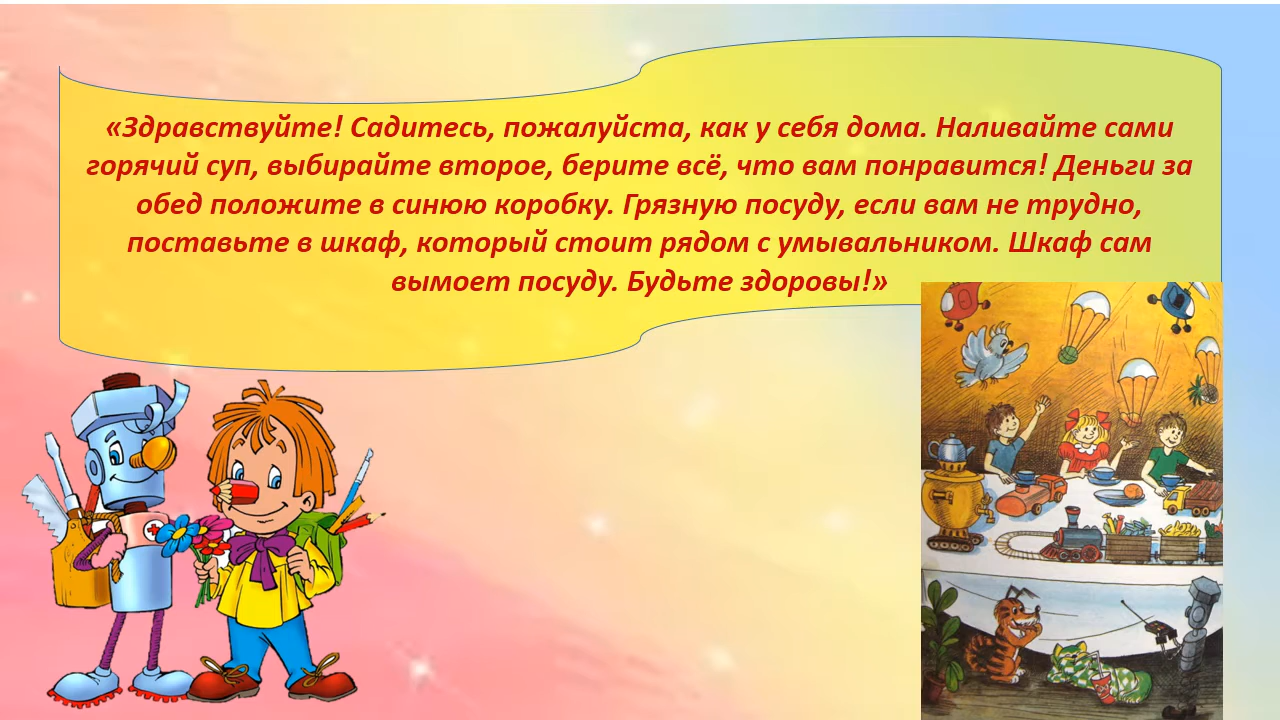 «Здравствуйте! Садитесь, пожалуйста, как у себя дома. Наливайте сами
горячий суп, выбирайте второе, берите всё, что вам понравится! Деньги за
обед положите в синюю коробку. Грязную посуду, если вам не трудно,
поставьте в шкаф, который стоит рядом с умывальником. Шкаф сам
вымоет посуду. Будьте здоровы!»